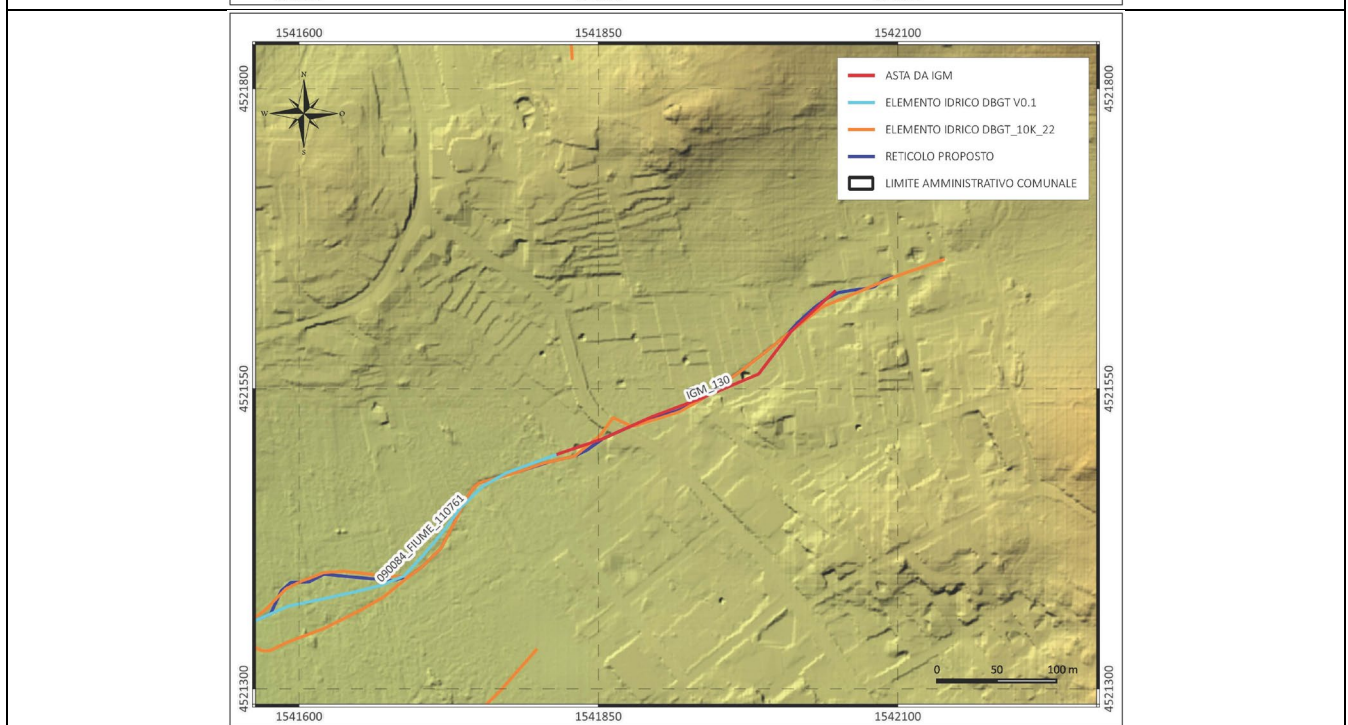 1541600 1541850 1542100
4521800 4521800
N
W O
S
ASTA DA IGM
ELEMENTO IDRICO DBGT V0.1
ELEMENTO IDRICO DBGT_10K_22
RETICOLO PROPOSTO
LIMITE AMMINISTRATIVO COMUNALE
4521550 4521550
IGM_130
090084_FIUME_110761
0 50 100 m
4521300 4521300
1541600 1541850 1542100